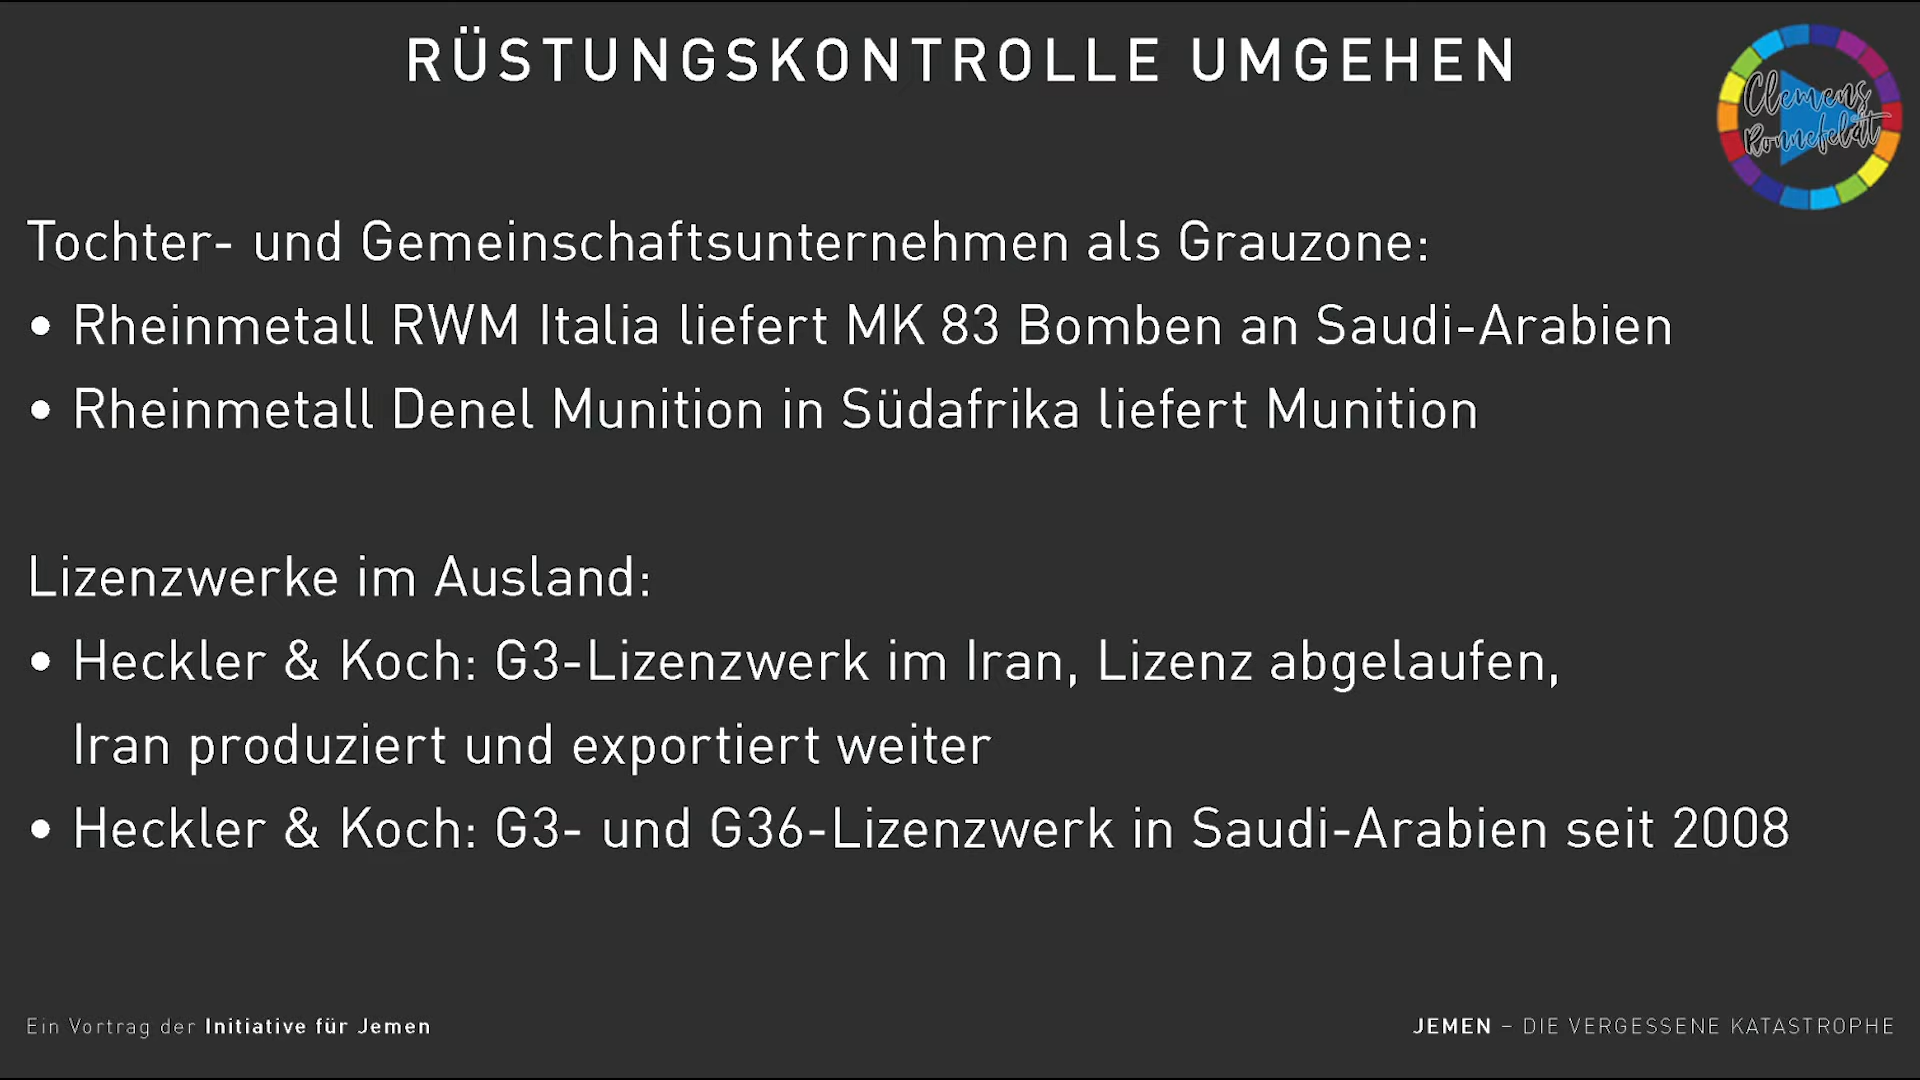 RÜSTUNGSKONTROLLE UMGEHEN
Clemens
Ronnefeldt
Tochter- und Gemeinschaftsunternehmen als Grauzone:
• Rheinmetall RWM Italia liefert MK 83 Bomben an Saudi-Arabien
• Rheinmetall Denel Munition in Südafrika liefert Munition
Lizenzwerke im Ausland:
• Heckler & Koch: G3-Lizenzwerk im Iran, Lizenz abgelaufen,
Iran produziert und exportiert weiter
• Heckler & Koch: G3- und G36-Lizenzwerk in Saudi-Arabien seit 2008
Ein Vortrag der Initiative für Jemen
JEMEN – DIE VERGESSENE KATASTROPHE